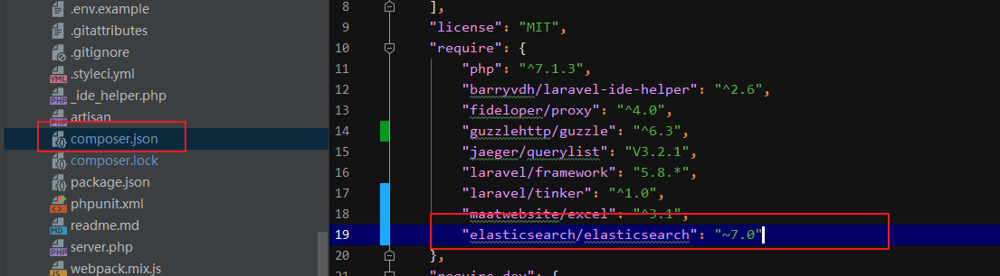 .env.example
.gitattributes
.gitignore
.styleci.yml
_ide_helper.php
artisan
composer.json
composer.lock
package.json
phpunit.xml
readme.md
server.php
webpack.mix.js
8 ],
9 "license": "MIT",
10 "require": {
11 "php": "^7.1.3",
12 "barryvdh/laravel-ide-helper": "^2.6",
13 "fideloper/proxy": "^4.0",
14 "guzzlehttp/guzzle": "^6.3",
15 "jaeger/querylist": "V3.2.1",
16 "laravel/framework": "5.8.*",
17 "laravel/tinker": "^1.0",
18 "maatwebsite/excel": "^3.1",
19 "elasticsearch/elasticsearch": "~7.0"
20 },
21 "require-dev": {